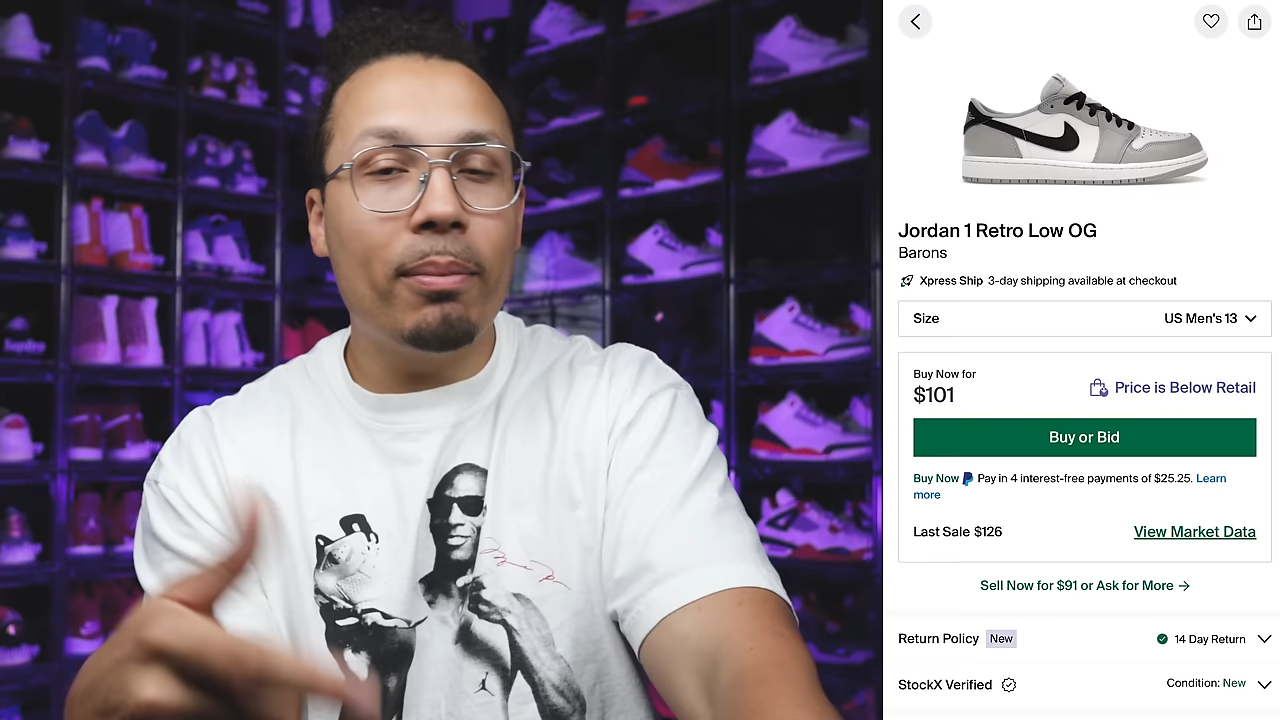 Jordan 1 Retro Low OG
Barons
Xpress Ship 3-day shipping available at checkout
Size US Men's 13
Buy Now for
$101
Price is Below Retail
Buy or Bid
Buy Now Pay in 4 interest-free payments of $25.25. Learn
more
Last Sale $126 View Market Data
Sell Now for $91 or Ask for More →
Return Policy New 14 Day Return
StockX Verified Condition: New